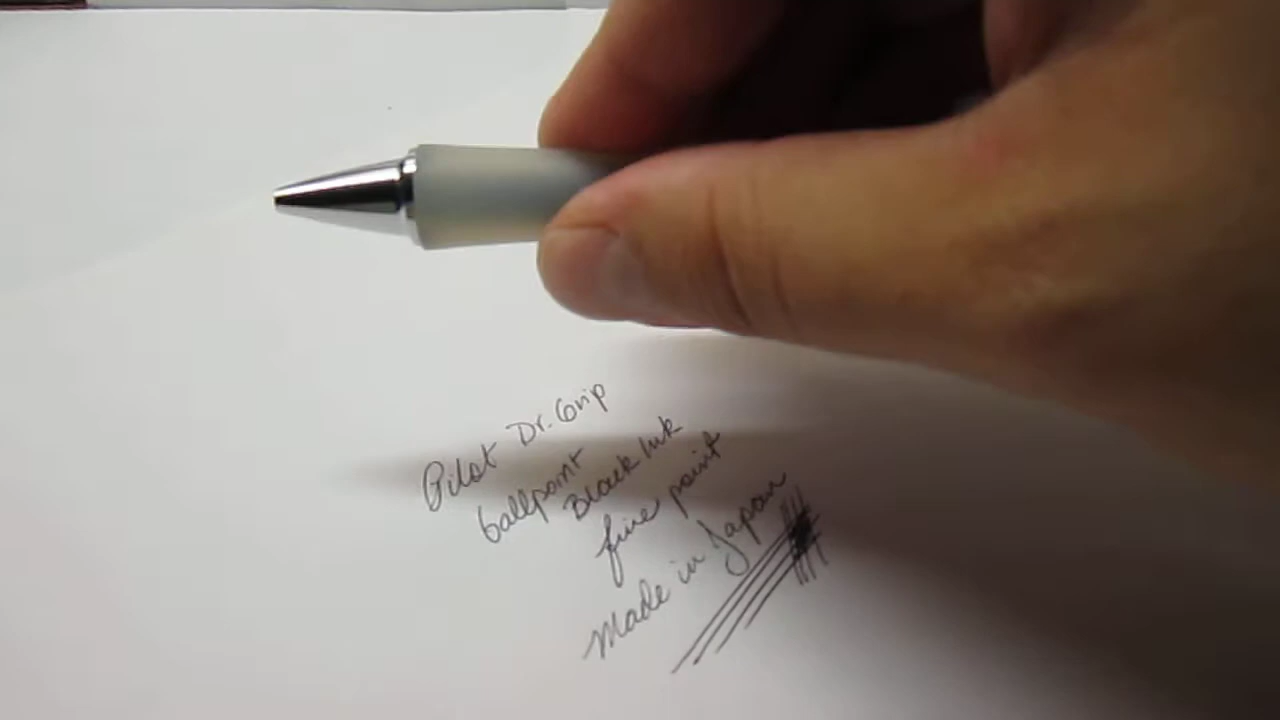 Pilot Dr. Grip
ballpoint
Black Ink
fine point
Made in Japan